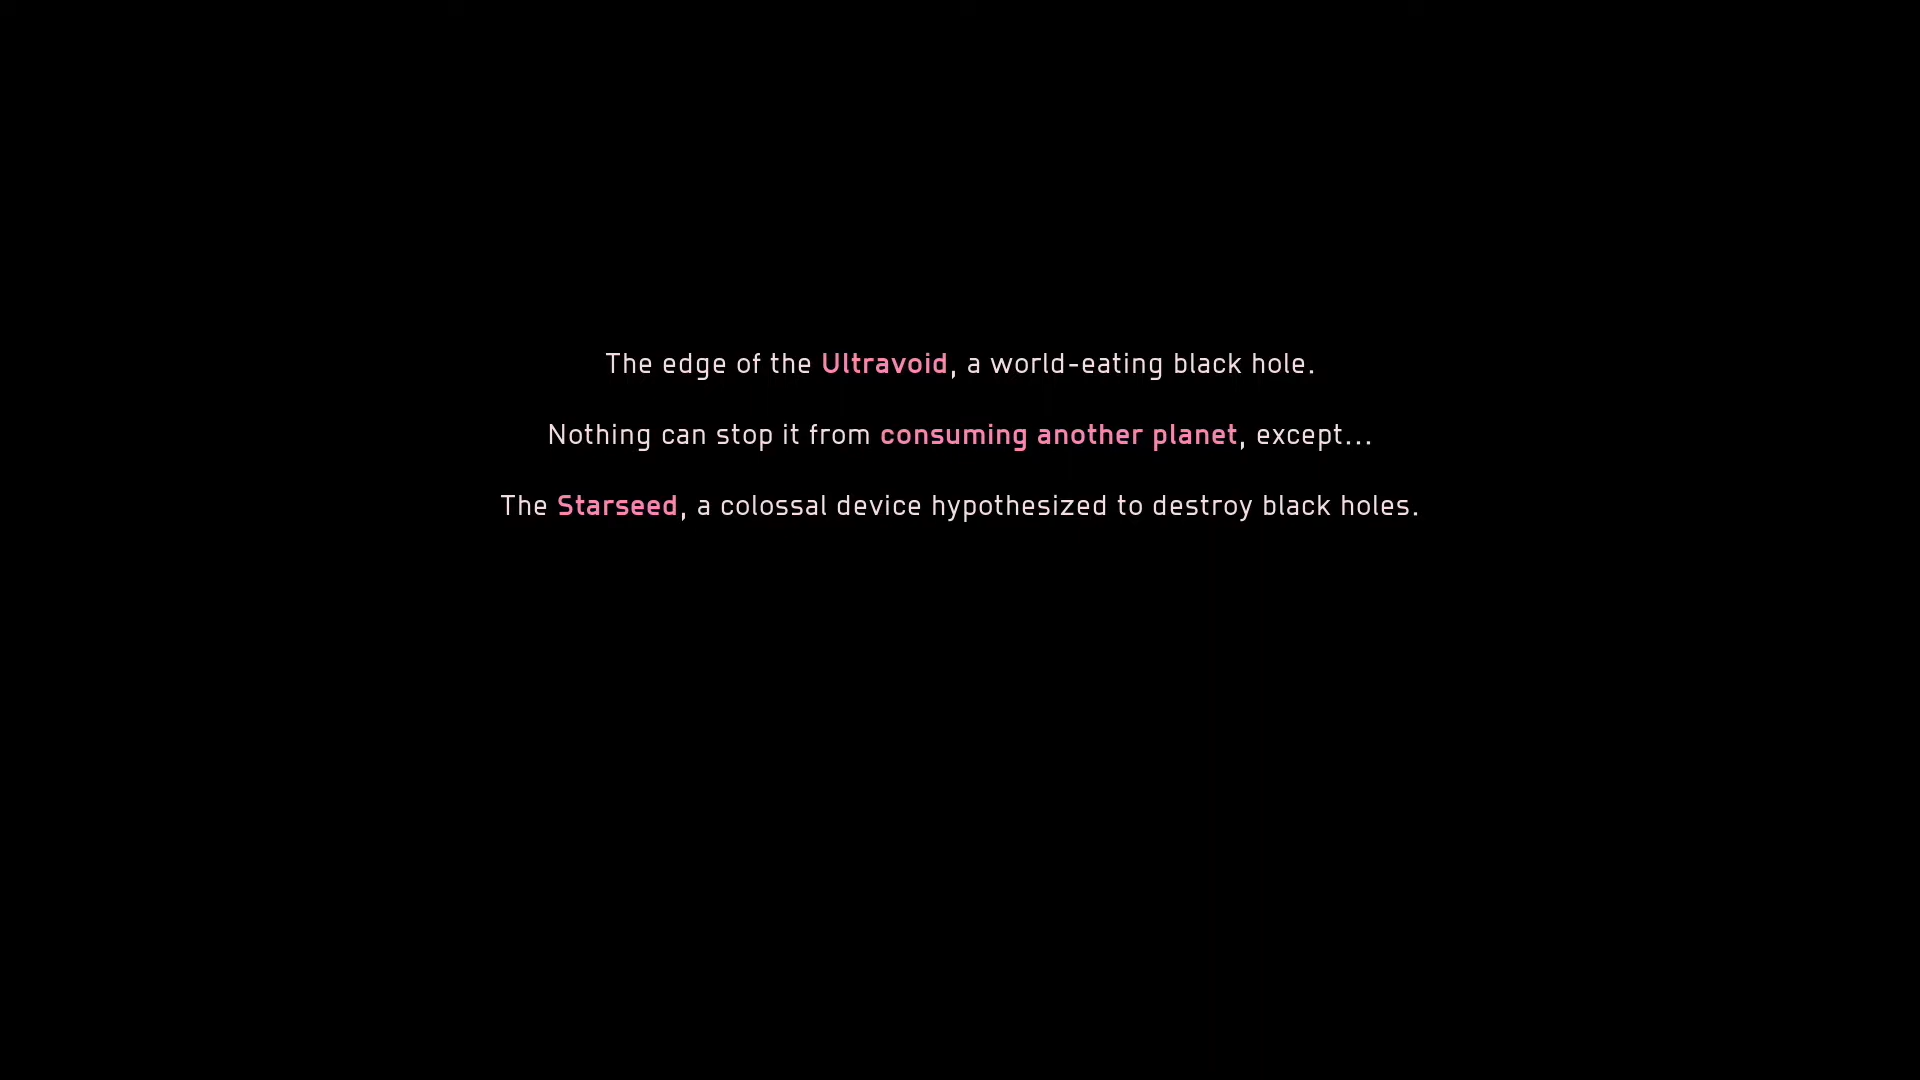 The edge of the Ultravoid, a world-eating black hole.
Nothing can stop it from consuming another planet, except...
The Starseed, a colossal device hypothesized to destroy black holes.